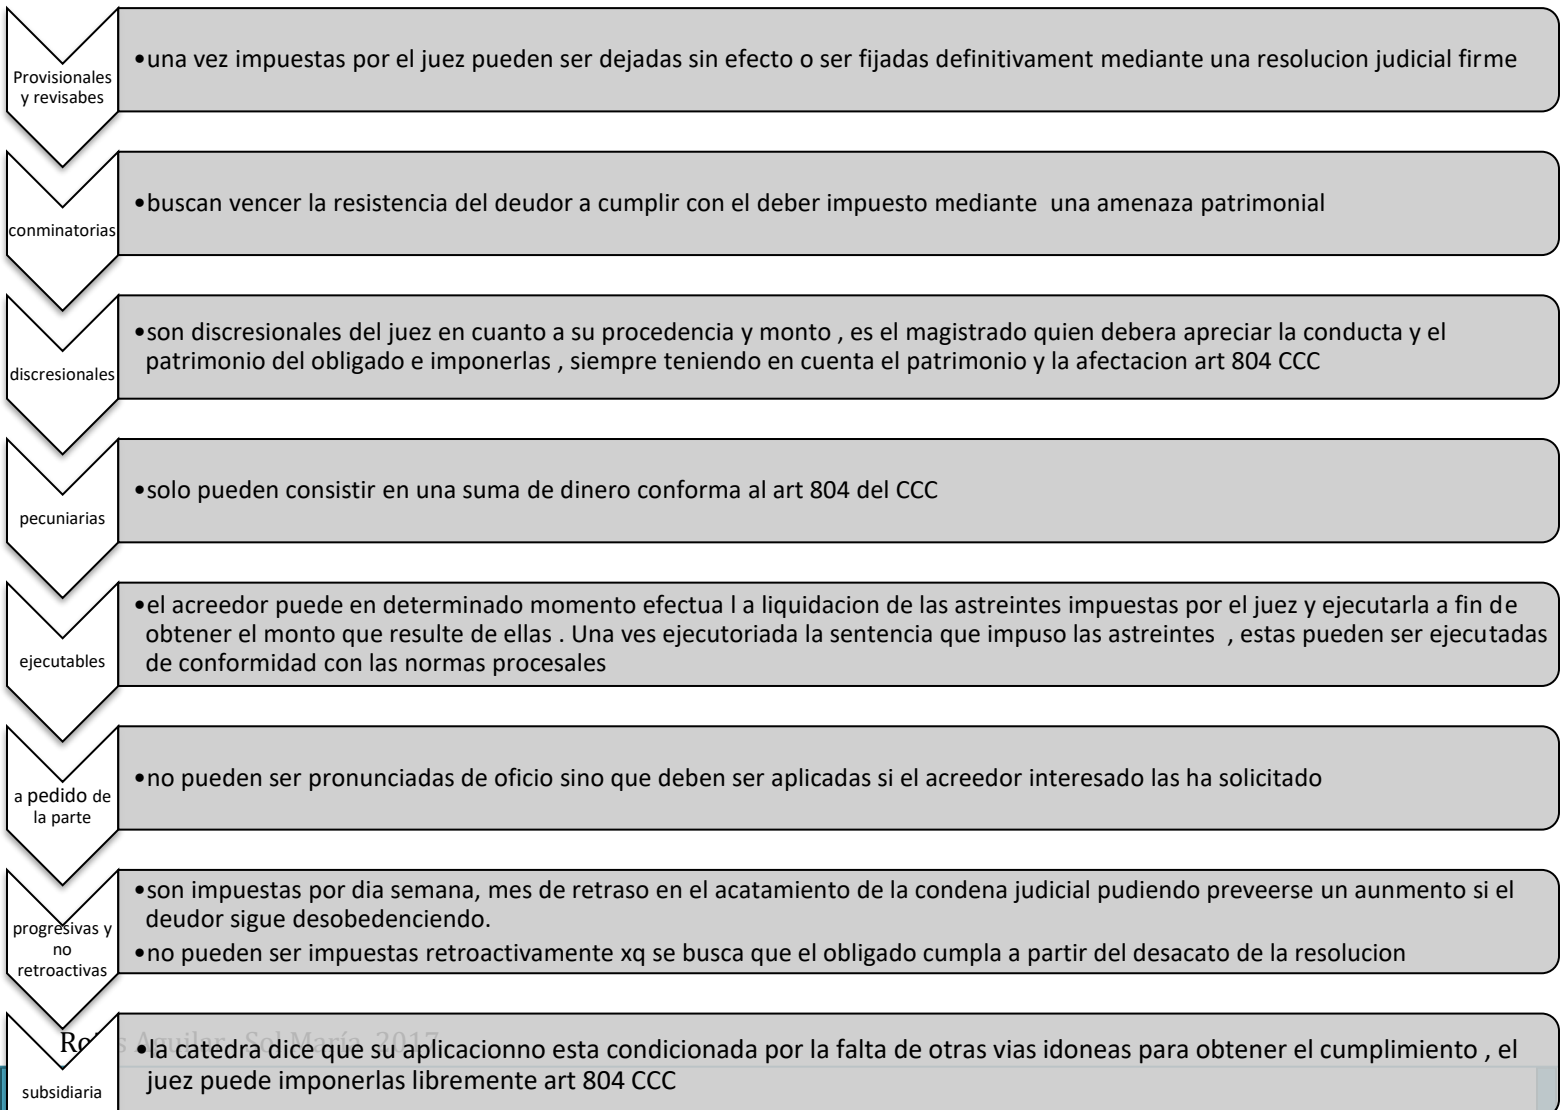 Provisionales
y revisabes
•una vez impuestas por el juez pueden ser dejadas sin efecto o ser fijadas definitivament mediante una resolucion judicial firme
conminatorias
•buscan vencer la resistencia del deudor a cumplir con el deber impuesto mediante una amenaza patrimonial
discresionales
•son discresionales del juez en cuanto a su procedencia y monto , es el magistrado quien debera apreciar la conducta y el
patrimonio del obligado e imponerlas , siempre teniendo en cuenta el patrimonio y la afectacion art 804 CCC
pecuniarias
•solo pueden consistir en una suma de dinero conforma al art 804 del CCC
ejecutables
•el acreedor puede en determinado momento efectua l a liquidacion de las astreintes impuestas por el juez y ejecutarla a fin de
obtener el monto que resulte de ellas . Una ves ejecutoriada la sentencia que impuso las astreintes , estas pueden ser ejecutadas
de conformidad con las normas procesales
a pedido de
la parte
•no pueden ser pronunciadas de oficio sino que deben ser aplicadas si el acreedor interesado las ha solicitado
progresivas y
no
retroactivas
•son impuestas por dia semana, mes de retraso en el acatamiento de la condena judicial pudiendo preveerse un aunmento si el
deudor sigue desobedenciendo.
•no pueden ser impuestas retroactivamente xq se busca que el obligado cumpla a partir del desacato de la resolucion
Aguilar, Sol María, 2017
subsidiaria
•la catedra dice que su aplicacionno esta condicionada por la falta de otras vias idoneas para obtener el cumplimiento , el
juez puede imponerlas libremente art 804 CCC